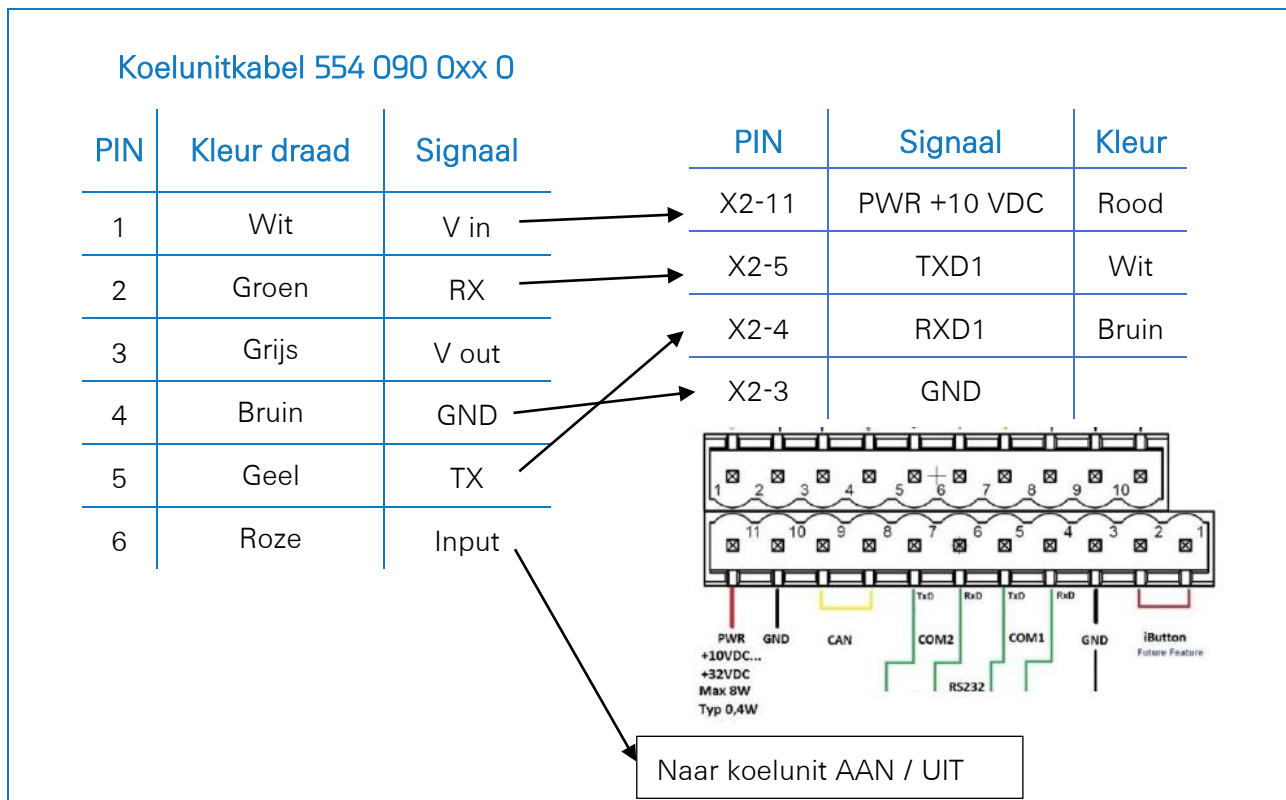 Koelunitkabel 554 090 0xx 0
PIN Kleur draad Signaal
1 Wit V in
2 Groen RX
3 Grijs V out
4 Bruin GND
5 Geel TX
6 Roze Input
PIN Signaal Kleur
X2-11 PWR +10 VDC Rood
X2-5 TXD1 Wit
X2-4 RXD1 Bruin
X2-3 GND
1 2 3 4 5 6 7 8 9 10
11 10 9 8 7 6 5 4 3 2 1
TxD RxD TxD RxD
PWR GND CAN COM2 COM1 GND iButton
+10VDC... Future Feature
+32VDC RS232
Max 8W
Typ 0,4W
Naar koelunit AAN / UIT